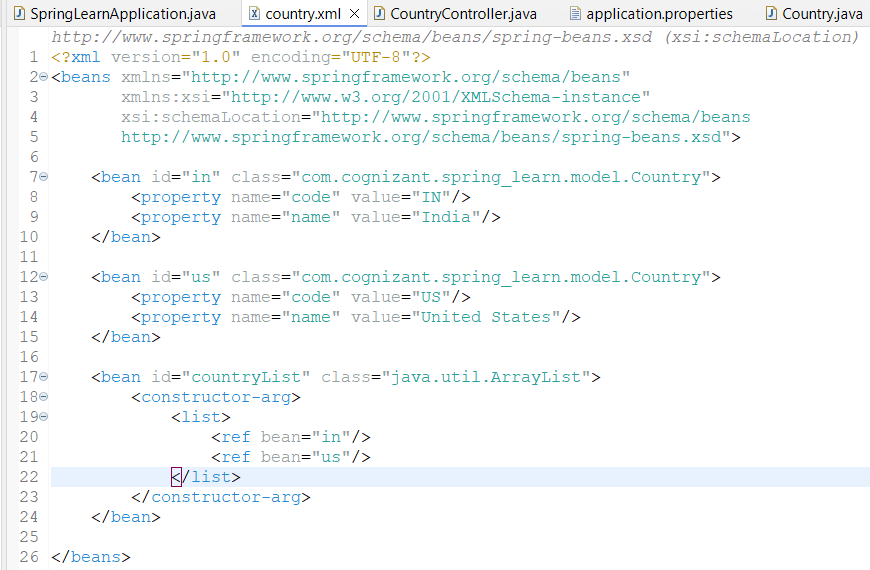 SpringLearnApplication.java country.xml CountryController.java application.properties Country.java
http://www.springframework.org/schema/beans/spring-beans.xsd (xsi:schemaLocation)
1 <?xml version="1.0" encoding="UTF-8"?>
2 <beans xmlns="http://www.springframework.org/schema/beans"
3 xmlns:xsi="http://www.w3.org/2001/XMLSchema-instance"
4 xsi:schemaLocation="http://www.springframework.org/schema/beans
5 http://www.springframework.org/schema/beans/spring-beans.xsd">
6
7 <bean id="in" class="com.cognizant.spring_learn.model.Country">
8 <property name="code" value="IN"/>
9 <property name="name" value="India"/>
10 </bean>
11
12 <bean id="us" class="com.cognizant.spring_learn.model.Country">
13 <property name="code" value="US"/>
14 <property name="name" value="United States"/>
15 </bean>
16
17 <bean id="countryList" class="java.util.ArrayList">
18 <constructor-arg>
19 <list>
20 <ref bean="in"/>
21 <ref bean="us"/>
22 </list>
23 </constructor-arg>
24 </bean>
25
26 </beans>